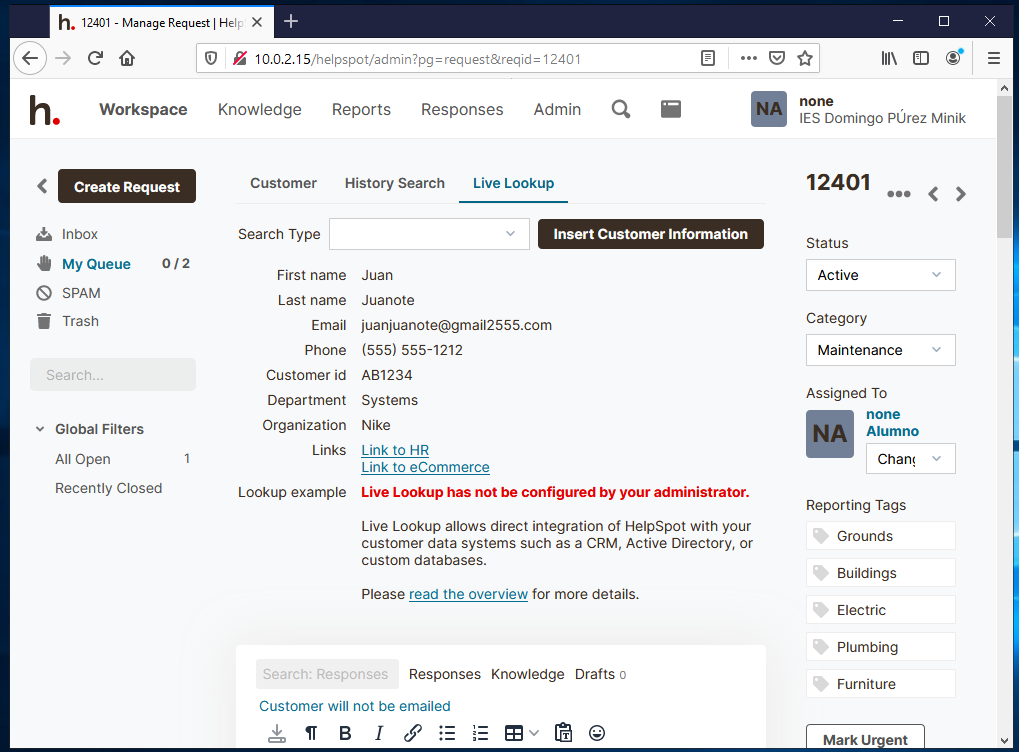 12401 - Manage Request | Help
10.0.2.15/helpspot/admin?pg=request&reqid=12401
h.
Workspace
Knowledge
Reports
Responses
Admin
NA
none
IES Domingo PÚrez Minik
Create Request
Inbox
My Queue 0 / 2
SPAM
Trash
Search...
Global Filters
All Open 1
Recently Closed
Customer
History Search
Live Lookup
Search Type
Insert Customer Information
First name Juan
Last name Juanote
Email juanjuanote@gmail2555.com
Phone (555) 555-1212
Customer id AB1234
Department Systems
Organization Nike
Links Link to HR
Link to eCommerce
Lookup example Live Lookup has not be configured by your administrator.
Live Lookup allows direct integration of HelpSpot with your
customer data systems such as a CRM, Active Directory, or
custom databases.
Please read the overview for more details.
Search: Responses
Responses
Knowledge
Drafts 0
Customer will not be emailed
B
I
12401
Status
Active
Category
Maintenance
Assigned To
NA
none
Alumno
Chang
Reporting Tags
Grounds
Buildings
Electric
Plumbing
Furniture
Mark Urgent